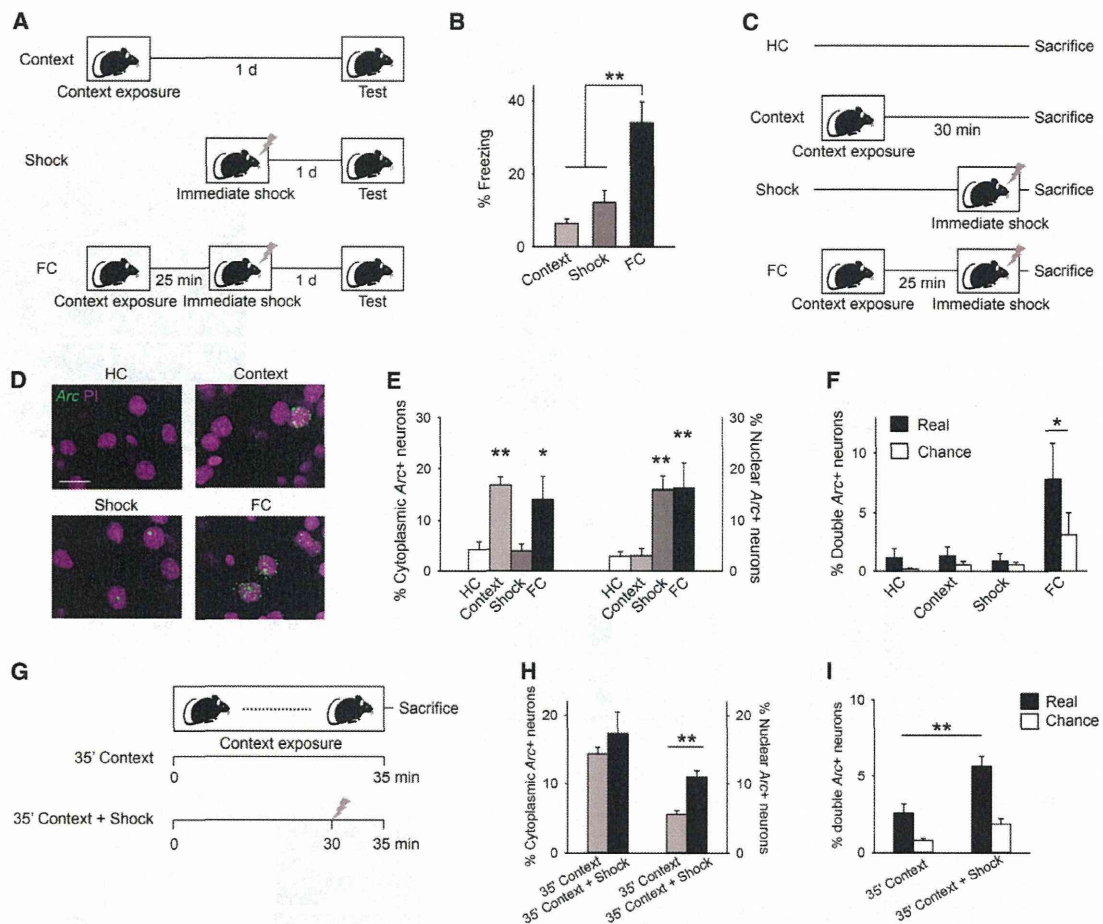 A
Context
1 d
Context exposure
Test
Shock
1 d
Immediate shock
Test
FC
25 min
1 d
Context exposure
Immediate shock
Test
B
**
% Freezing
40
20
0
Context
Shock
FC
C
HC
Sacrifice
Context
30 min
Sacrifice
Context exposure
Shock
Sacrifice
Immediate shock
FC
25 min
Sacrifice
Context exposure
Immediate shock
D
HC
Context
Arc PI
Shock
FC
E
% Cytoplasmic Arc+ neurons
30
20
10
0
**
*
HC
Context
Shock
FC
**
**
HC
Context
Shock
FC
30
20
10
0
% Nuclear Arc+ neurons
F
Real
Chance
*
% Double Arc+ neurons
10
5
0
HC
Context
Shock
FC
G
Sacrifice
Context exposure
35' Context
0
35 min
35' Context + Shock
0
30
35 min
H
% Cytoplasmic Arc+ neurons
20
10
0
35' Context
35' Context + Shock
**
35' Context
35' Context + Shock
20
10
0
% Nuclear Arc+ neurons
I
Real
Chance
**
% double Arc+ neurons
10
5
0
35' Context
35' Context + Shock